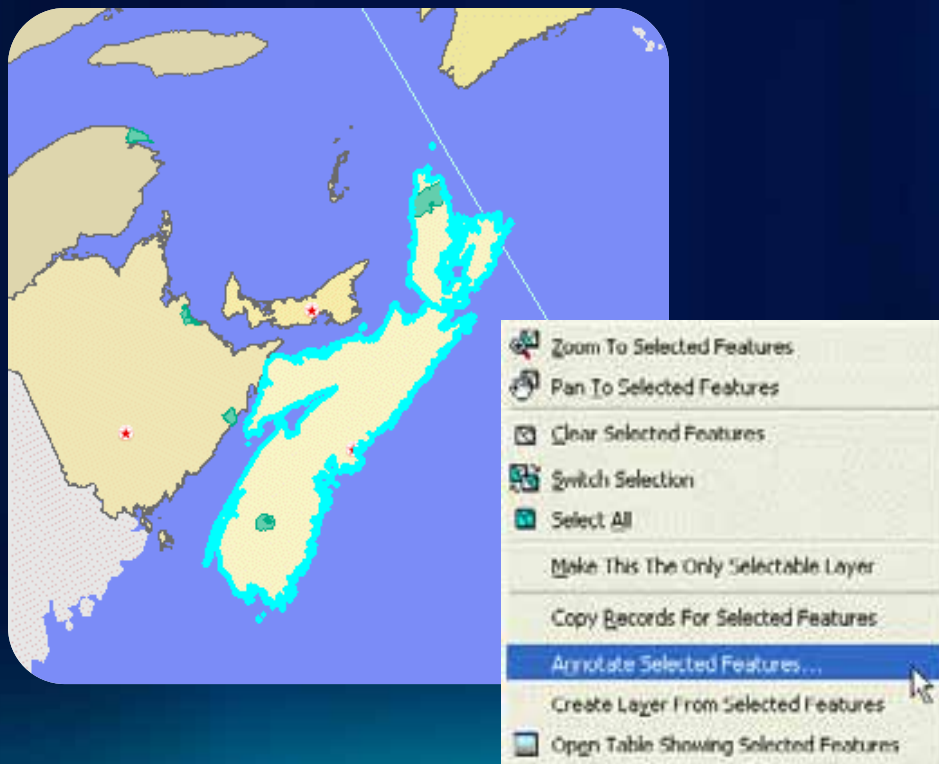 Zoom To Selected Features
Pan To Selected Features
Clear Selected Features
Switch Selection
Select All
Make This The Only Selectable Layer
Copy Records For Selected Features
Annotate Selected Features...
Create Layer From Selected Features
Open Table Showing Selected Features